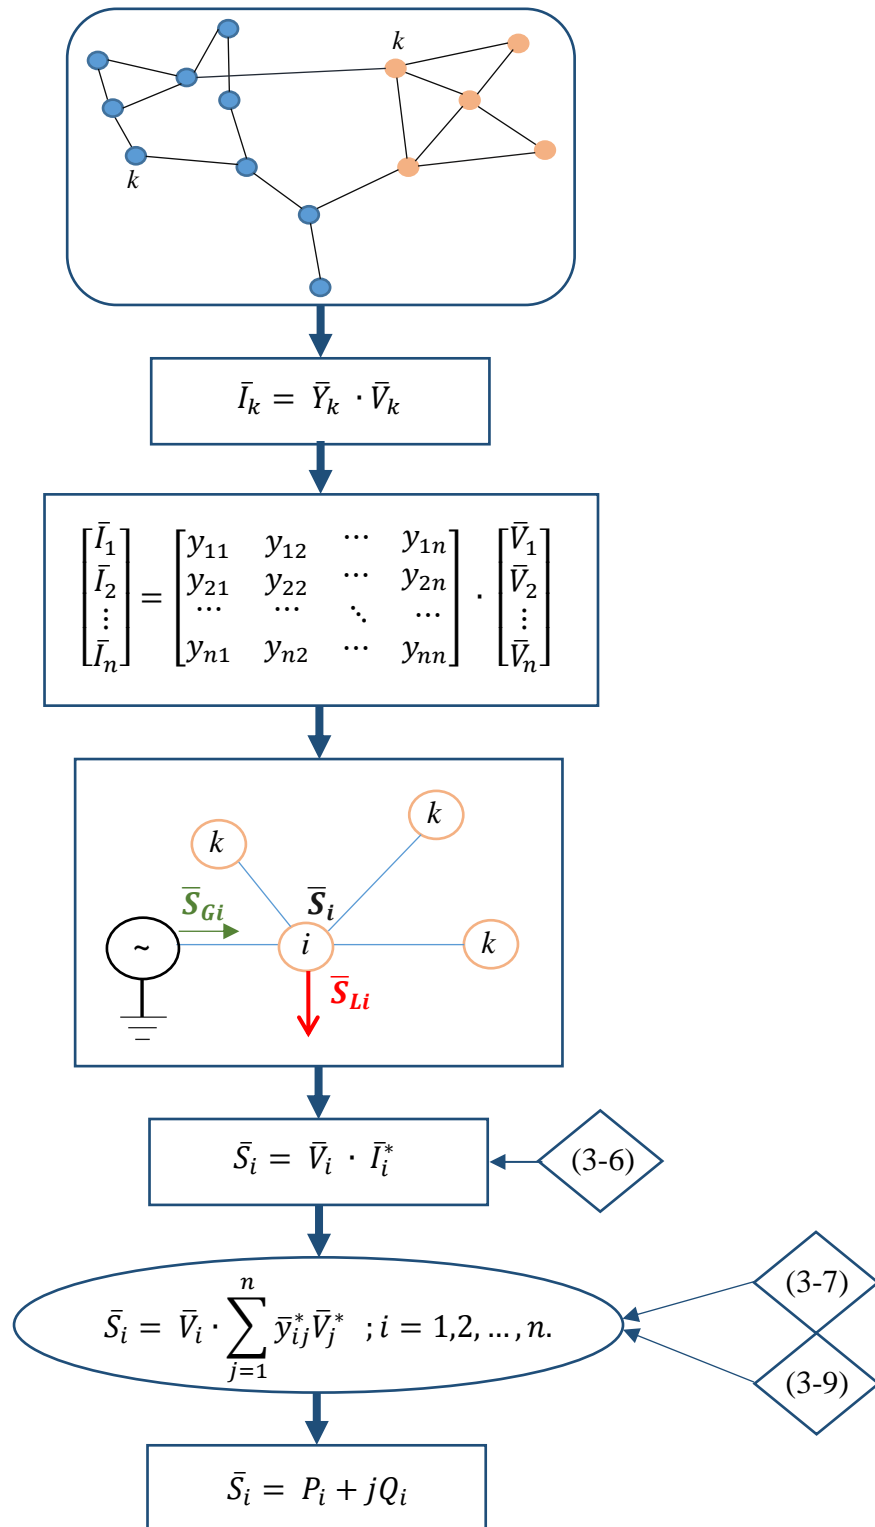 k
k
Ī_k = Ȳ_k · V̄_k
[Ī_1 Ī_2 ⋮ Ī_n] = [y_11 y_12 ⋯ y_1n
y_21 y_22 ⋯ y_2n
⋯ ⋯ ⋱ ⋯
y_n1 y_n2 ⋯ y_nn] · [V̄_1 V̄_2 ⋮ V̄_n]
k
k
S̄_Gi
S̄_i
~
i
k
S̄_Li
S̄_i = V̄_i · Ī_i^*
(3-6)
(3-7)
S̄_i = V̄_i · ∑_{j=1}^{n} ȳ_ij^* V̄_j^* ; i = 1,2, … , n.
(3-9)
S̄_i = P_i + jQ_i